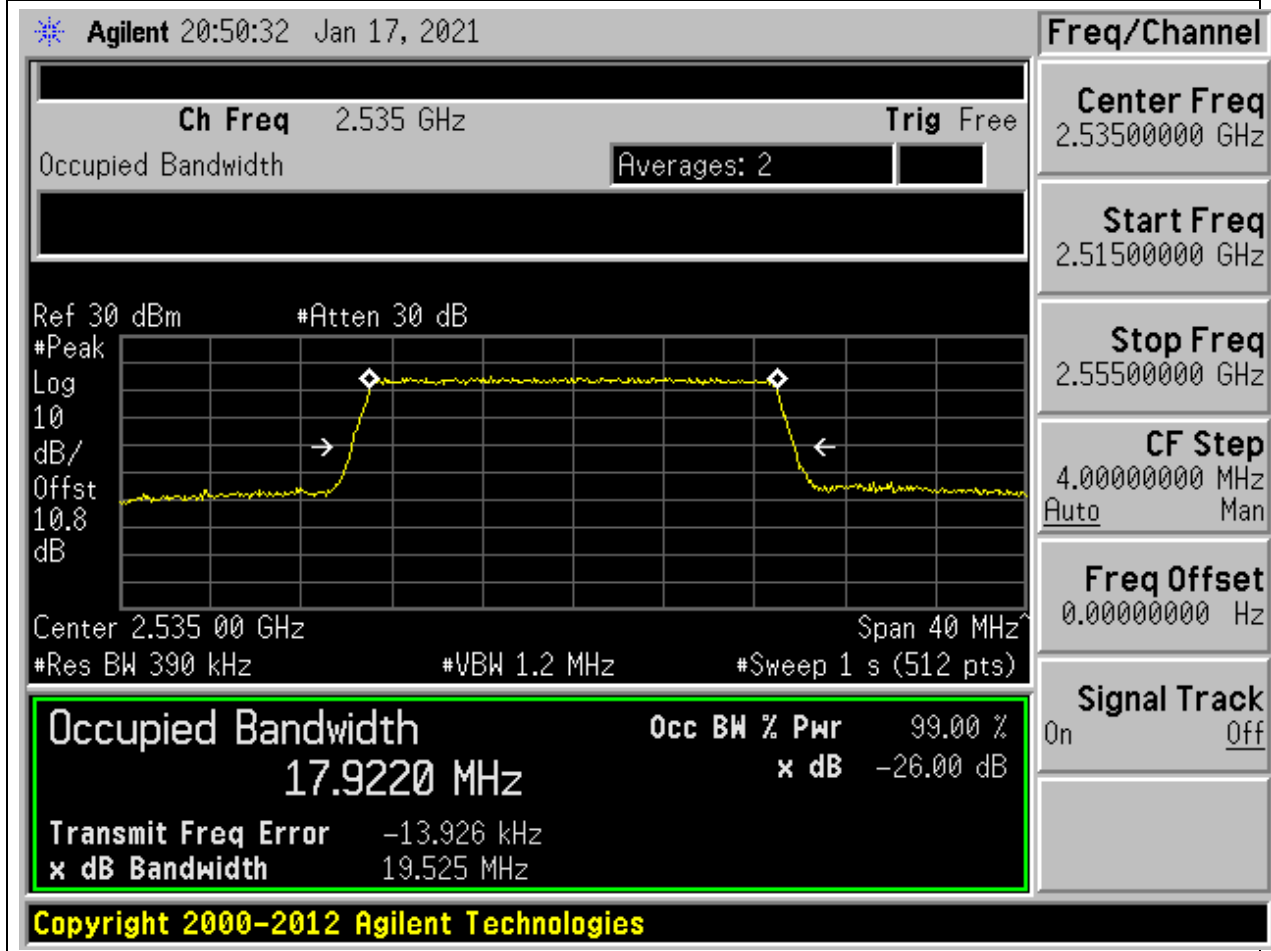 Agilent 20:50:32 Jan 17, 2021
Freq/Channel
Ch Freq 2.535 GHz Trig Free
Occupied Bandwidth Averages: 2
Center Freq
2.53500000 GHz
Start Freq
2.51500000 GHz
Stop Freq
2.55500000 GHz
CF Step
4.00000000 MHz
Auto Man
Freq Offset
0.00000000 Hz
Signal Track
On Off
Ref 30 dBm #Atten 30 dB
#Peak
Log
10
dB/
Offst
10.8
dB
Center 2.535 00 GHz Span 40 MHz^
#Res BW 390 kHz #VBW 1.2 MHz #Sweep 1 s (512 pts)
Occupied Bandwidth Occ BW % Pwr 99.00 %
17.9220 MHz x dB -26.00 dB
Transmit Freq Error -13.926 kHz
x dB Bandwidth 19.525 MHz
Copyright 2000-2012 Agilent Technologies